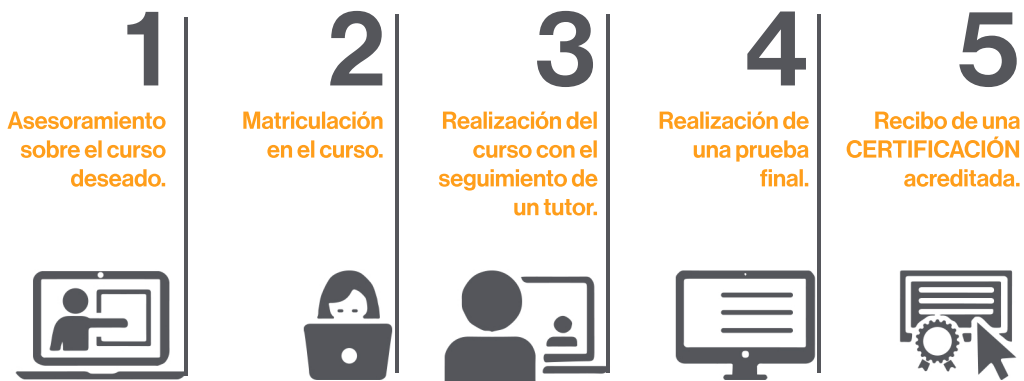 1
Asesoramiento
sobre el curso
deseado.
2
Matriculación
en el curso.
3
Realización del
curso con el
seguimiento de
un tutor.
4
Realización de
una prueba
final.
5
Recibo de una
CERTIFICACIÓN
acreditada.